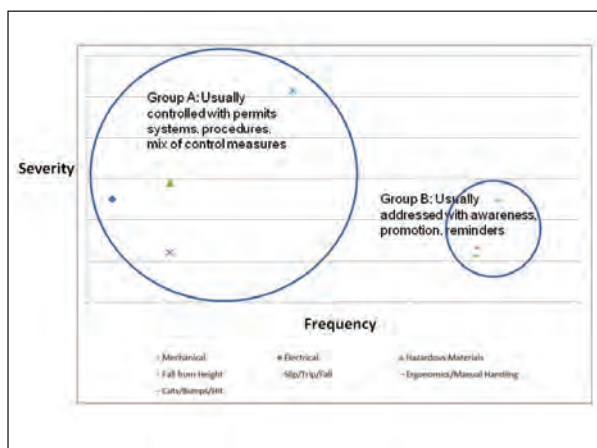 Group A: Usually
controlled with permits
systems, procedures,
mix of control measures
Severity
Group B: Usually
addressed with awareness,
promotion, reminders
Frequency
Mechanical
Electrical
Hazardous Materials
Fall from Height
Slip/Trip/Fall
Ergonomics/Manual Handling
Cuts/Bumps/Hit